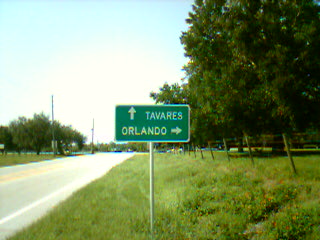 ↑ TAVARES
ORLANDO →